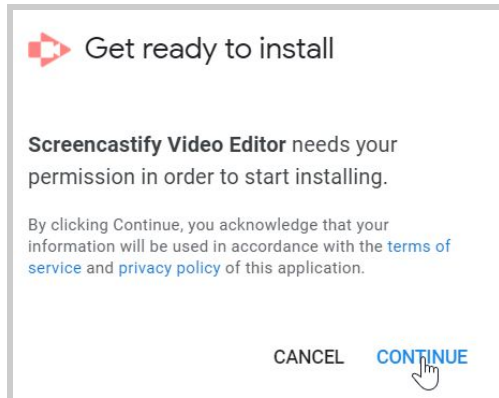 Get ready to install
Screencastify Video Editor needs your
permission in order to start installing.
By clicking Continue, you acknowledge that your
information will be used in accordance with the terms of
service and privacy policy of this application.
CANCEL CONTINUE